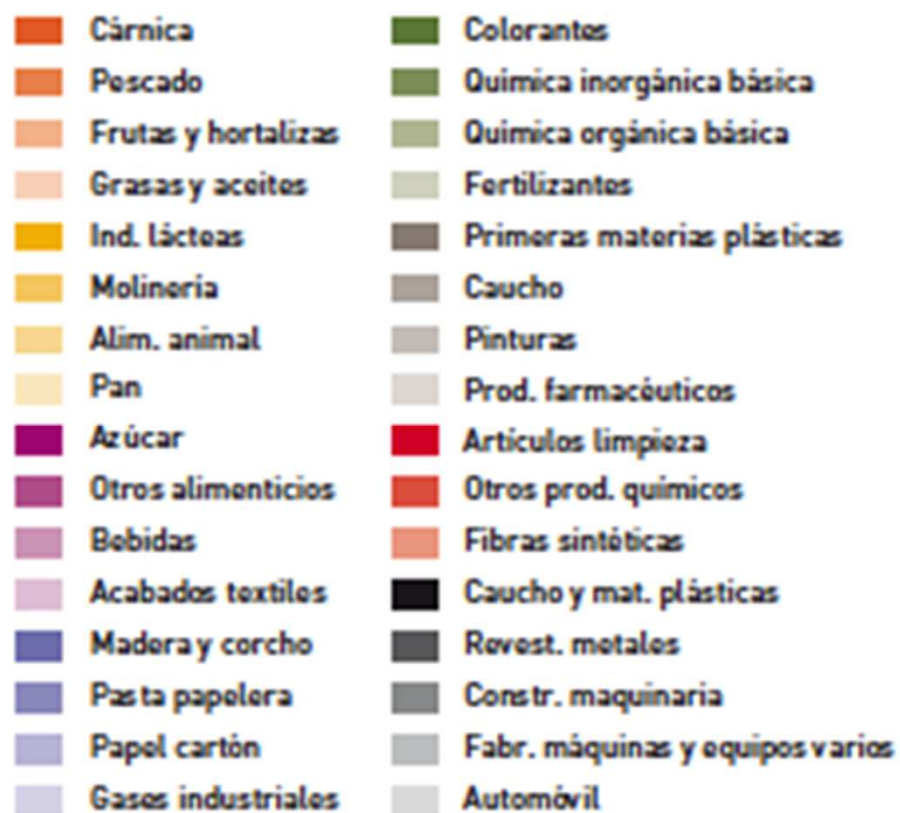 Cárnica
Pescado
Frutas y hortalizas
Grasas y aceites
Ind. lácteas
Molinería
Alim. animal
Pan
Azúcar
Otros alimenticios
Bebidas
Acabados textiles
Madera y corcho
Pasta papelera
Papel cartón
Gases industriales
Colorantes
Química inorgánica básica
Química orgánica básica
Fertilizantes
Primeras materias plásticas
Caucho
Pinturas
Prod. farmacéuticos
Artículos limpieza
Otros prod. químicos
Fibras sintéticas
Caucho y mat. plásticas
Revest. metales
Constr. maquinaria
Fabr. máquinas y equipos varios
Automóvil